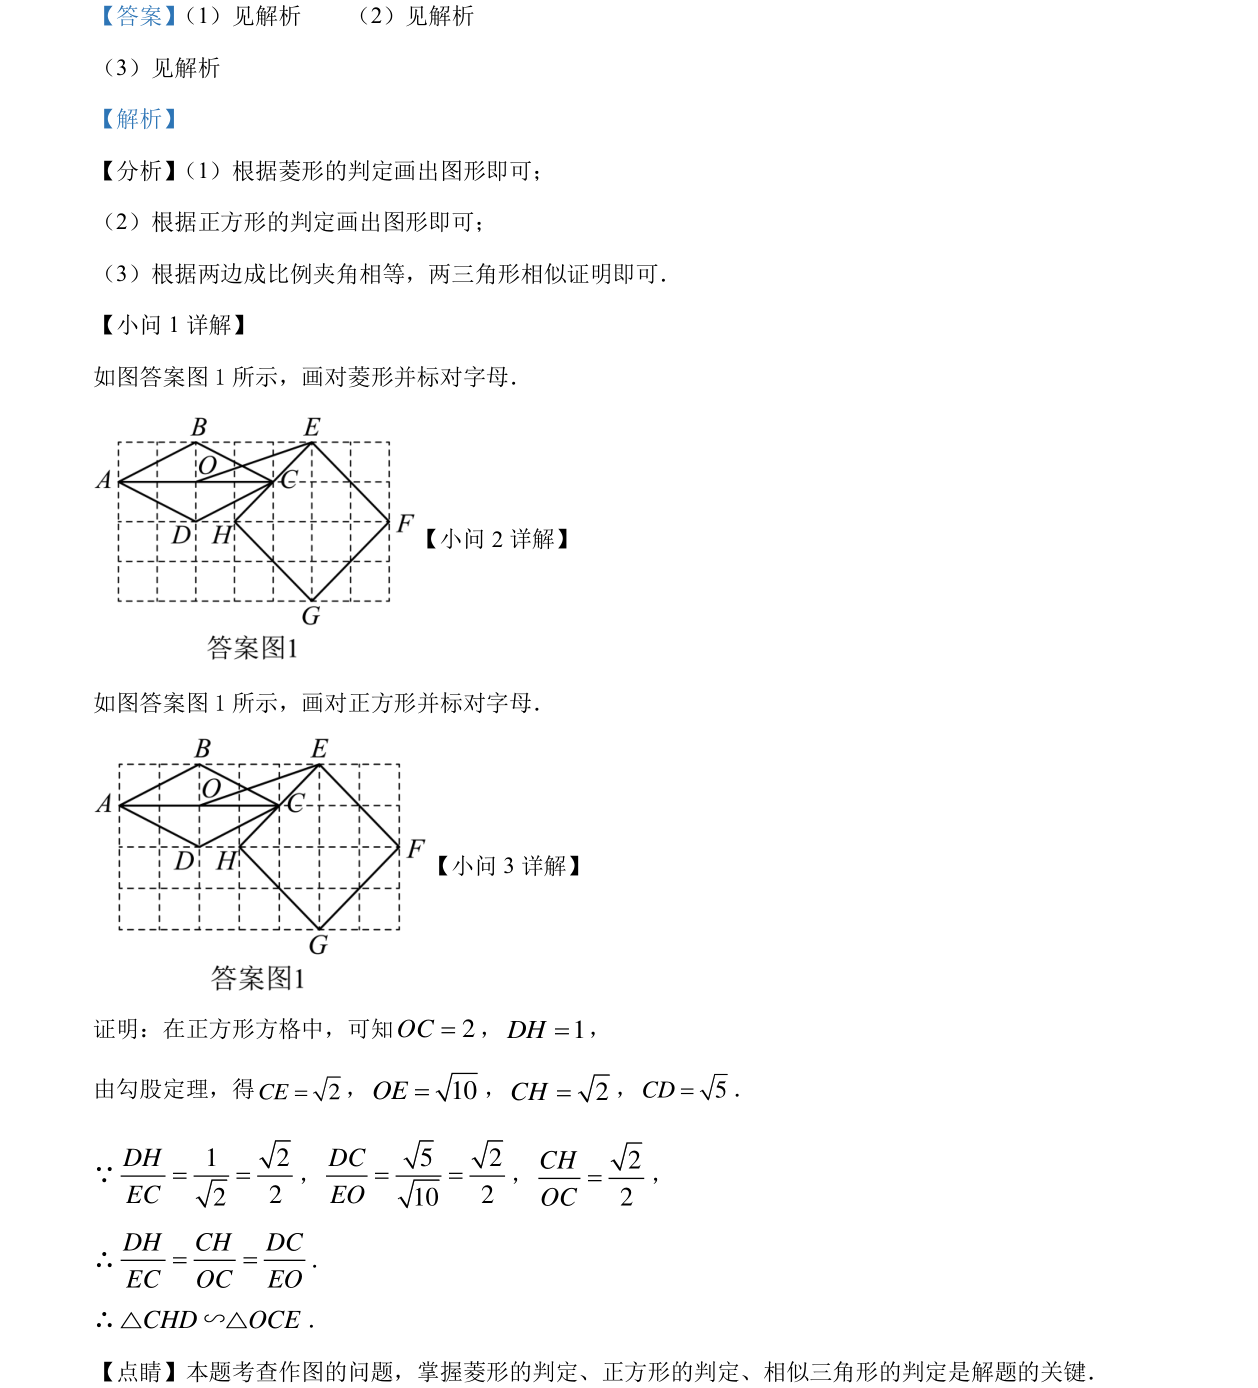 【答案】（1）见解析　　（2）见解析
（3）见解析
【解析】
【分析】（1）根据菱形的判定画出图形即可；
（2）根据正方形的判定画出图形即可；
（3）根据两边成比例夹角相等，两三角形相似证明即可．
【小问 1 详解】
如图答案图 1 所示，画对菱形并标对字母．
B E
A O C
D H F 【小问 2 详解】
G
答案图1
如图答案图 1 所示，画对正方形并标对字母．
B E
A O C
D H F 【小问 3 详解】
G
答案图1
证明：在正方形方格中，可知 OC = 2，DH = 1，
由勾股定理，得 CE = √2，OE = √10，CH = √2，CD = √5．
∵ DH/EC = 1/√2 = √2/2，DC/EO = √5/√10 = √2/2，CH/OC = √2/2，
∴ DH/EC = CH/OC = DC/EO．
∴ △CHD ∽ △OCE．
【点睛】本题考查作图的问题，掌握菱形的判定、正方形的判定、相似三角形的判定是解题的关键．